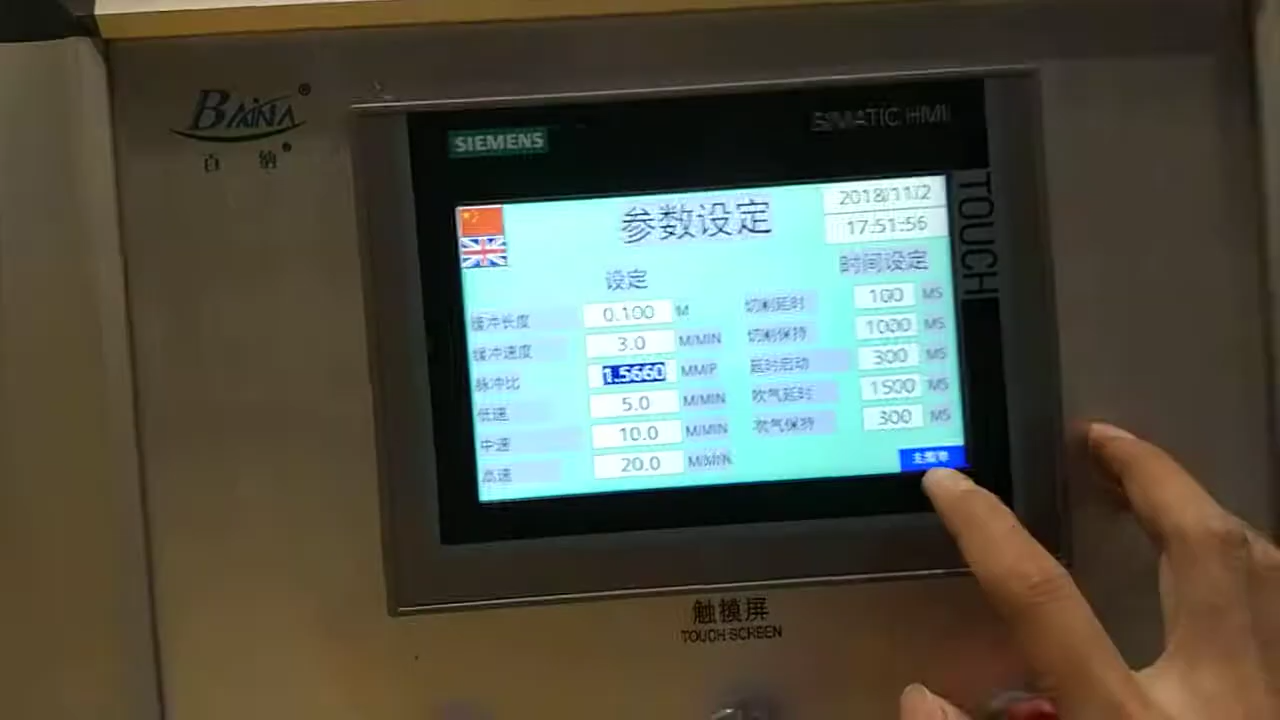 BAINA®
百纳®
SIEMENS
SIMATIC HMI
TOUCH
参数设定
2018/11/2
17:51:56
设定
时间设定
缓冲长度 0.100 M
缓冲速度 3.0 M/MIN
脉冲比 1.5660 MM/P
低速 5.0 M/MIN
中速 10.0 M/MIN
高速 20.0 M/MIN
切割延时 100 MS
切割保持 1000 MS
延时启动 300 MS
吹气延时 1500 MS
吹气保持 300 MS
主菜单
触摸屏
TOUCH SCREEN